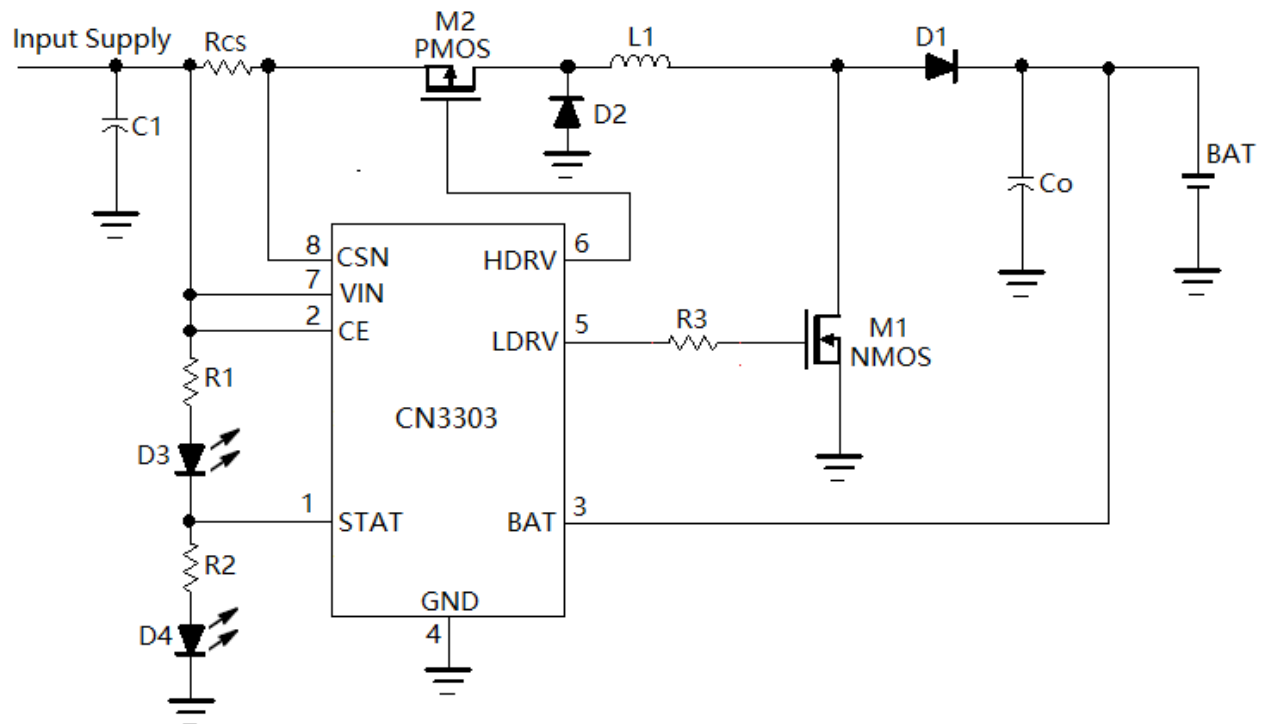 Input Supply
RCS
M2
PMOS
L1
D1
C1
D2
Co
BAT
8
CSN
HDRV
6
7
VIN
2
CE
LDRV
5
R3
M1
NMOS
R1
CN3303
D3
1
STAT
BAT
3
R2
GND
4
D4